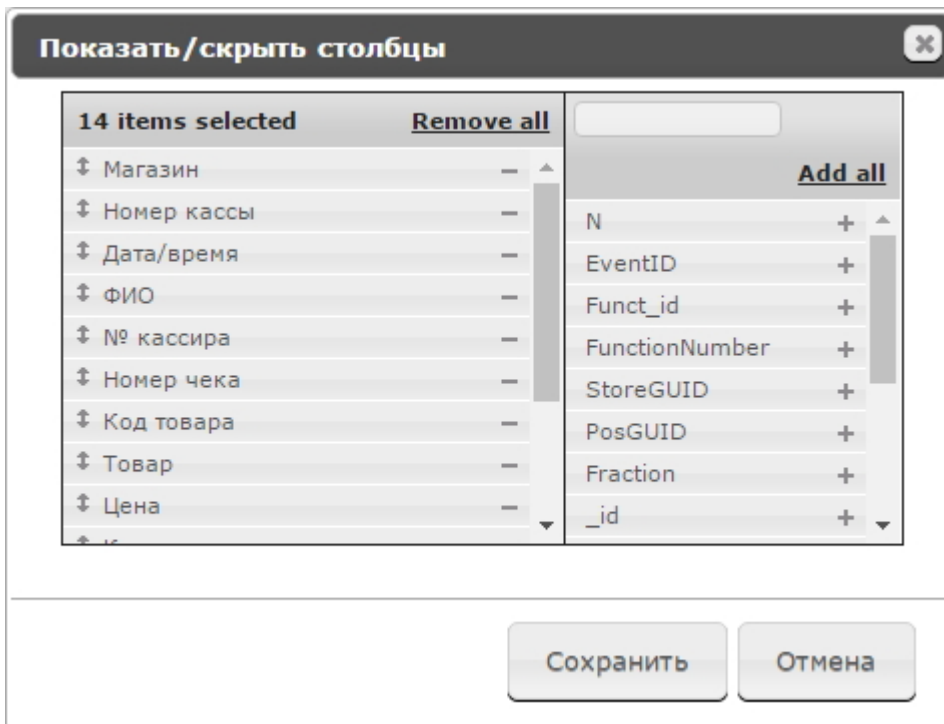 Показать/скрыть столбцы
14 items selected Remove all
Магазин
Номер кассы
Дата/время
ФИО
№ кассира
Номер чека
Код товара
Товар
Цена
Add all
N
EventID
Funct_id
FunctionNumber
StoreGUID
PosGUID
Fraction
_id
Сохранить Отмена